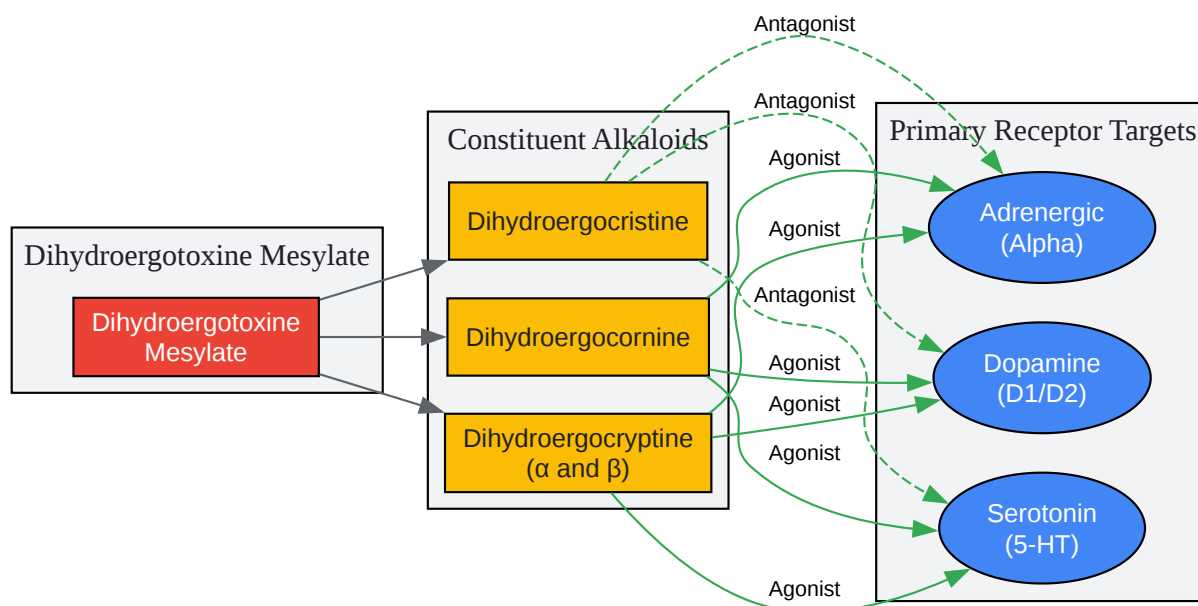 Antagonist
Antagonist
Constituent Alkaloids
Primary Receptor Targets
Agonist
Dihydroergocristine
Adrenergic
(Alpha)
Agonist
Dihydroergotoxine Mesylate
Antagonist
Dihydroergotoxine
Mesylate
Dihydroergocornine
Agonist
Dopamine
(D1/D2)
Agonist
Dihydroergocryptine
(α and β)
Agonist
Serotonin
(5-HT)
Agonist